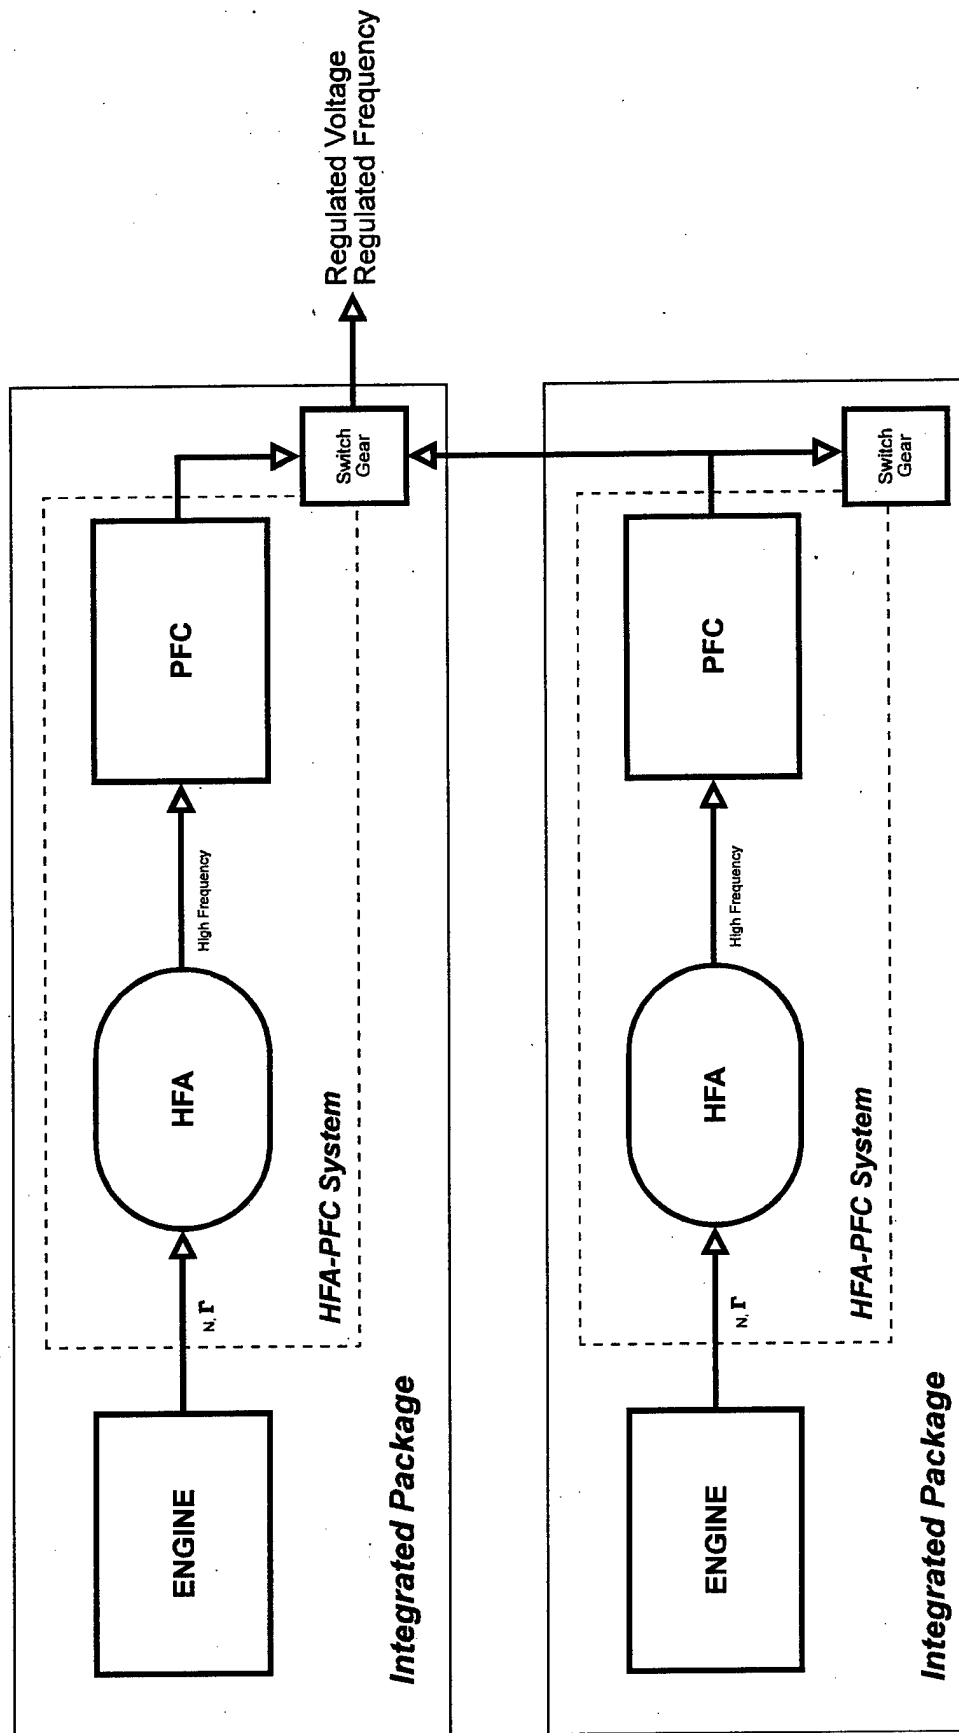 Regulated Voltage
Regulated Frequency
ENGINE
N, Γ
HFA
High Frequency
PFC
Switch
Gear
HFA-PFC System
Integrated Package
ENGINE
N, Γ
HFA
High Frequency
PFC
Switch
Gear
HFA-PFC System
Integrated Package